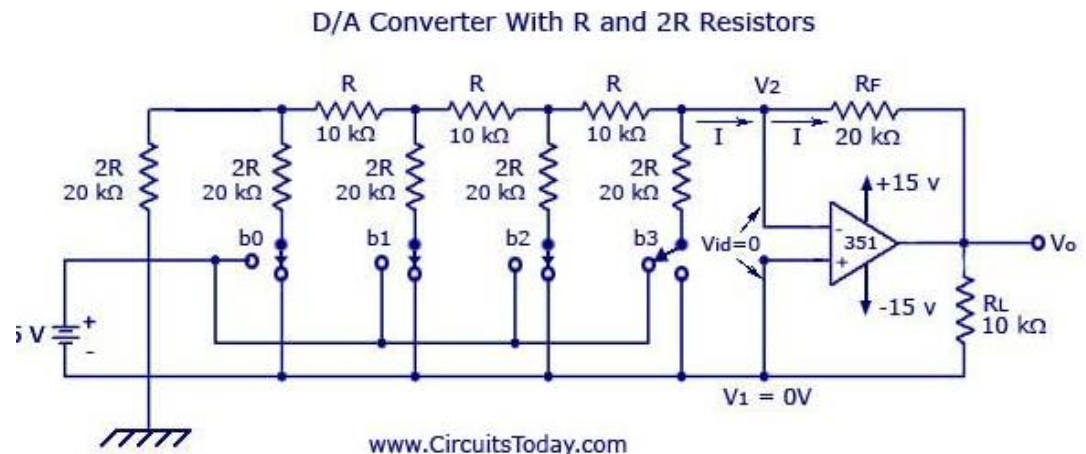 D/A Converter With R and 2R Resistors
R R R V2 RF
10 kΩ 10 kΩ 10 kΩ I I 20 kΩ
2R 2R 2R 2R 2R
20 kΩ 20 kΩ 20 kΩ 20 kΩ 20 kΩ
+15 v
b0 b1 b2 b3 Vid=0 - 351 + Vo
5 V + -
-15 v
RL
10 kΩ
V1 = 0V
www.CircuitsToday.com